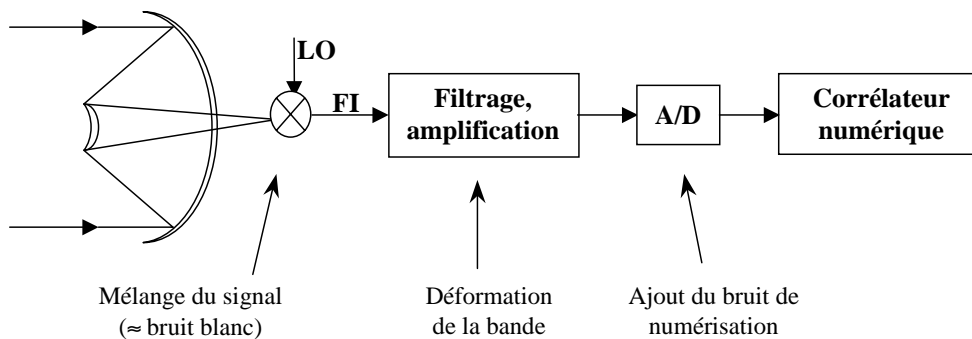 LO
FI
Filtrage,
amplification
A/D
Corrélateur
numérique
Mélange du signal
(≈ bruit blanc)
Déformation
de la bande
Ajout du bruit de
numérisation